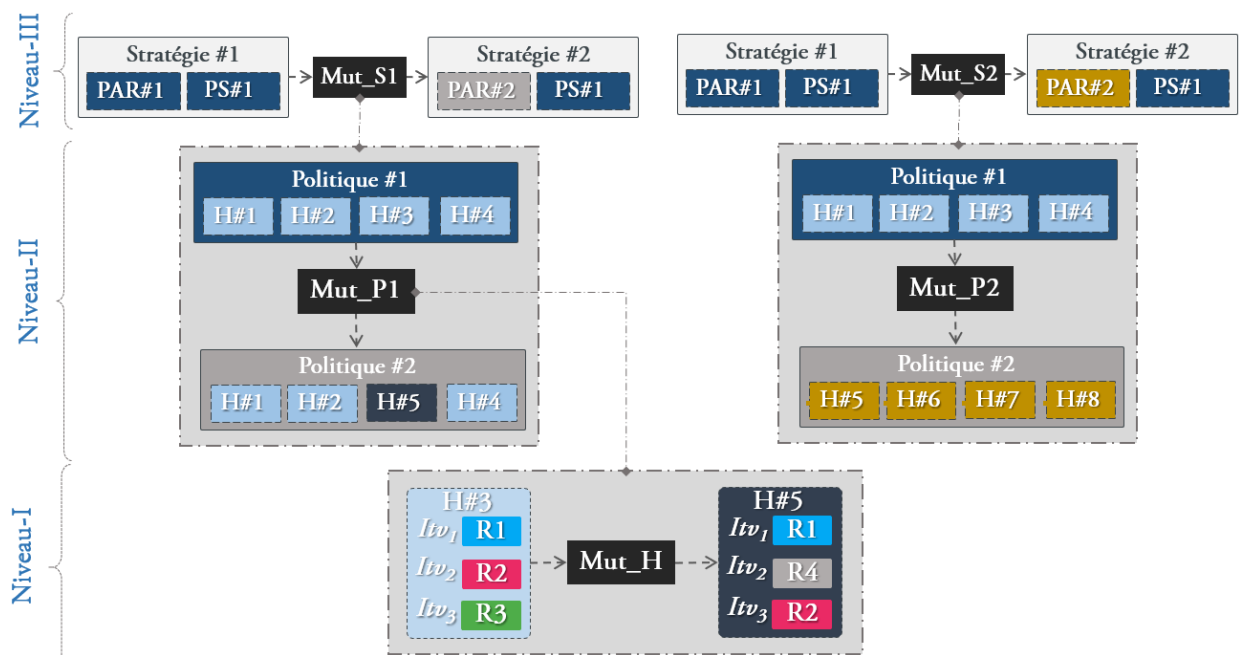 Niveau-III
Stratégie #1
PAR#1 PS#1
Mut_S1
Stratégie #2
PAR#2 PS#1
Stratégie #1
PAR#1 PS#1
Mut_S2
Stratégie #2
PAR#2 PS#1
Niveau-II
Politique #1
H#1 H#2 H#3 H#4
Mut_P1
Politique #2
H#1 H#2 H#5 H#4
Politique #1
H#1 H#2 H#3 H#4
Mut_P2
Politique #2
H#5 H#6 H#7 H#8
Niveau-I
H#3
Itv1 R1
Itv2 R2
Itv3 R3
Mut_H
H#5
Itv1 R1
Itv2 R4
Itv3 R2